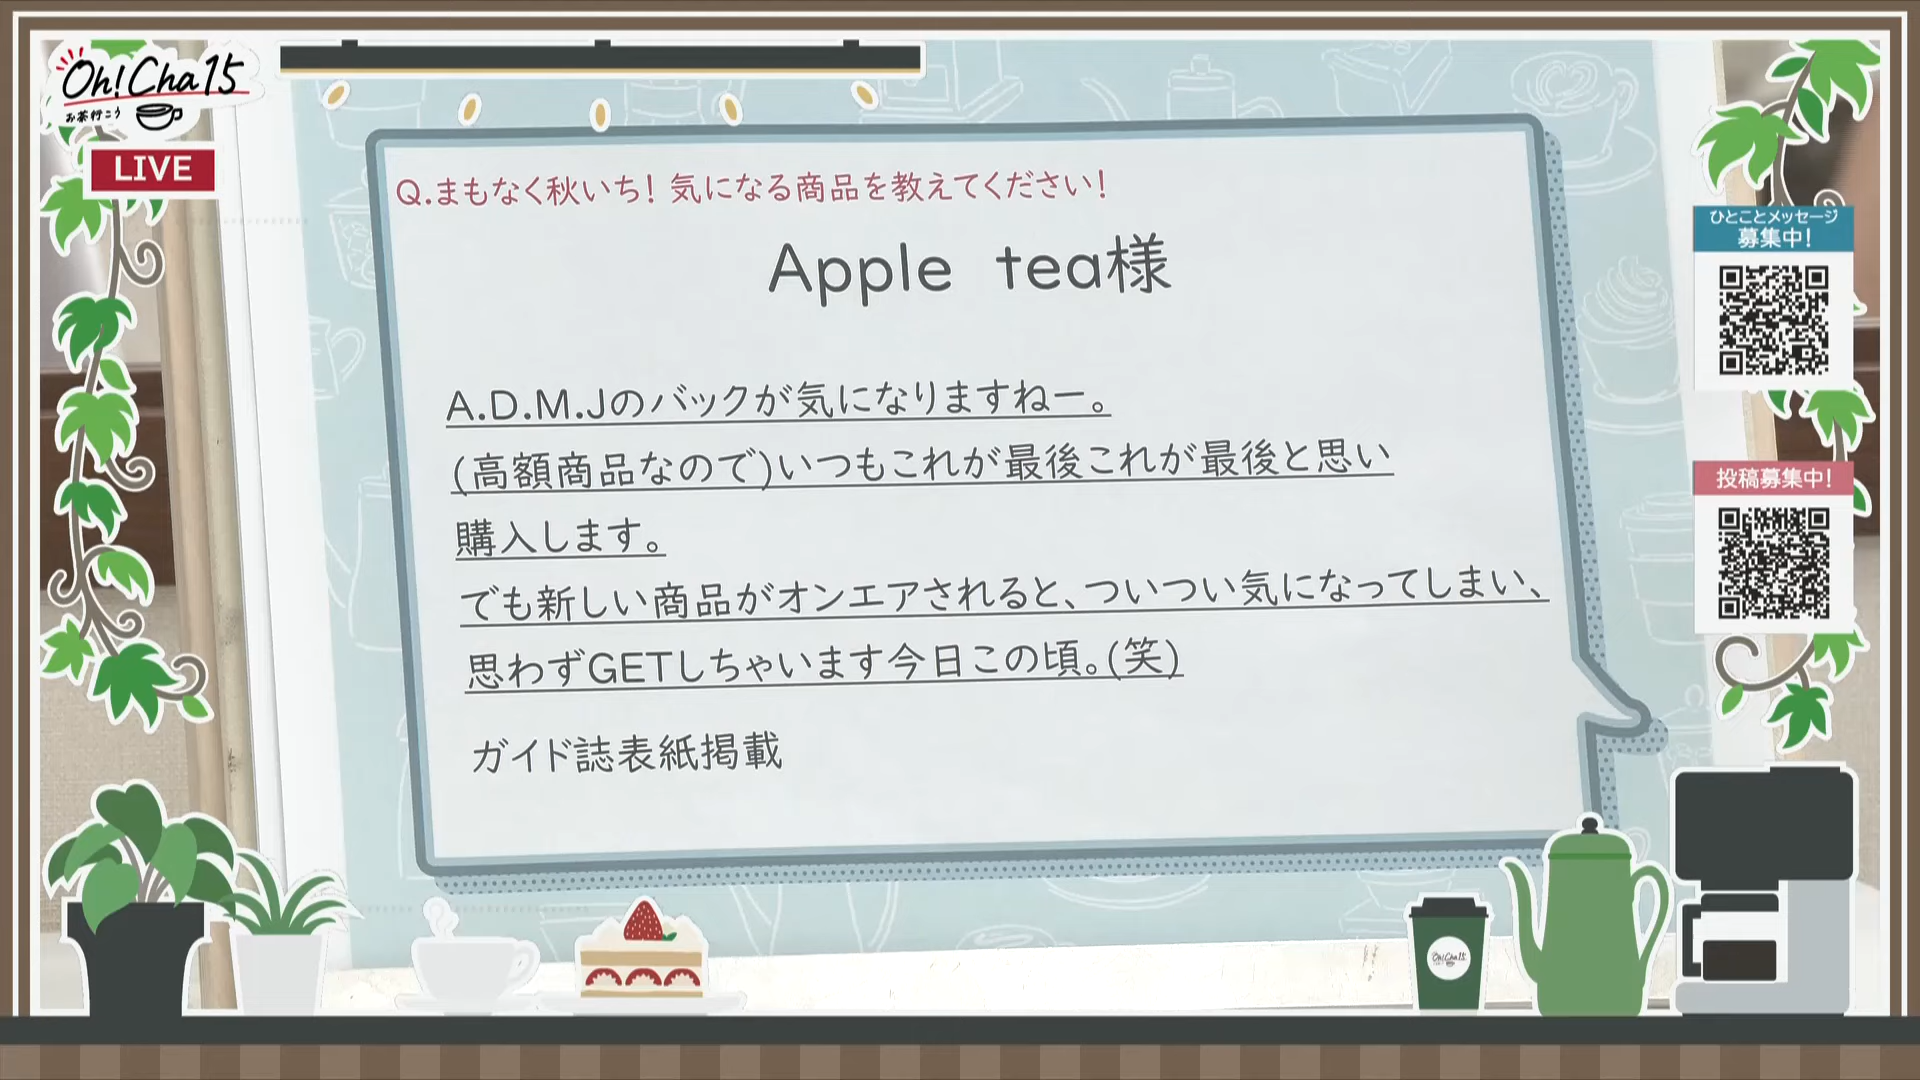 Oh!Cha15
お茶行こう
LIVE
Q.まもなく秋いち！気になる商品を教えてください！
Apple tea様
A.D.M.Jのバックが気になりますねー。
(高額商品なので)いつもこれが最後これが最後と思い
購入します。
でも新しい商品がオンエアされると、ついつい気になってしまい、
思わずGETしちゃいます今日この頃。(笑)
ガイド誌表紙掲載
ひとことメッセージ
募集中！
投稿募集中！
Oh!Cha15